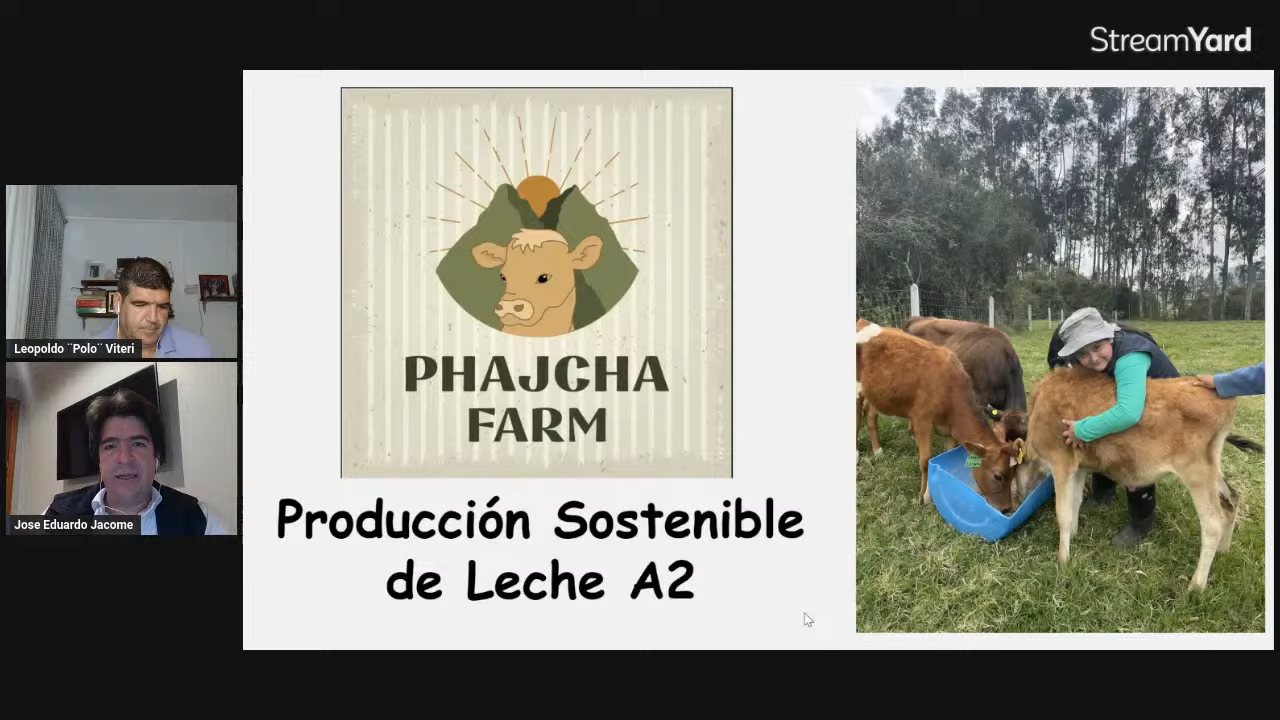 StreamYard
PHAJCHA
FARM
Producción Sostenible
de Leche A2
Leopoldo ¨Polo¨ Viteri
Jose Eduardo Jacome